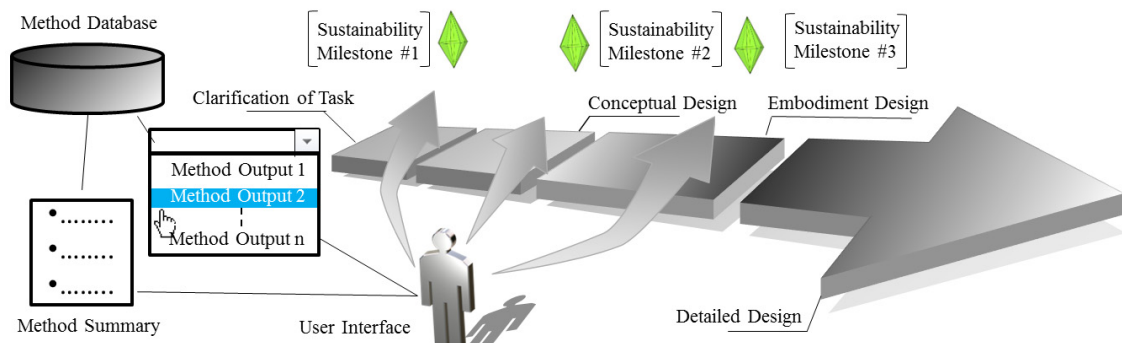 Method Database
Sustainability
Milestone #1
Sustainability
Milestone #2
Sustainability
Milestone #3
Clarification of Task
Conceptual Design
Embodiment Design
Method Output 1
Method Output 2
Method Output n
Method Summary
User Interface
Detailed Design